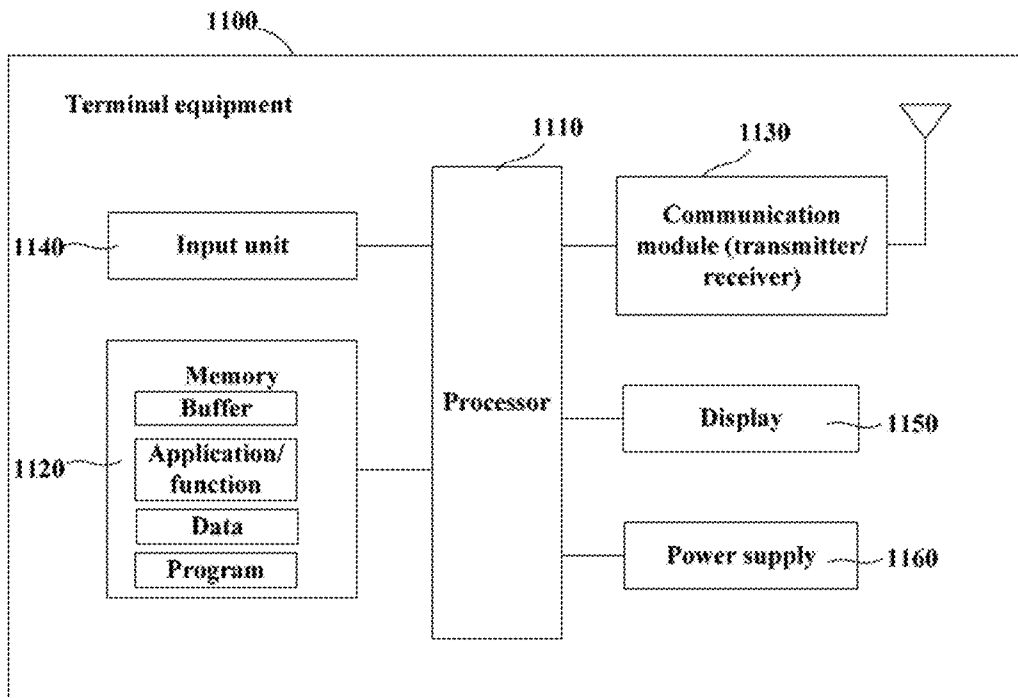 1100
Terminal equipment
1110
1130
Communication
module (transmitter/
receiver)
1140
Input unit
Memory
Buffer
Application/
function
Data
Program
1120
Processor
Display
1150
Power supply
1160